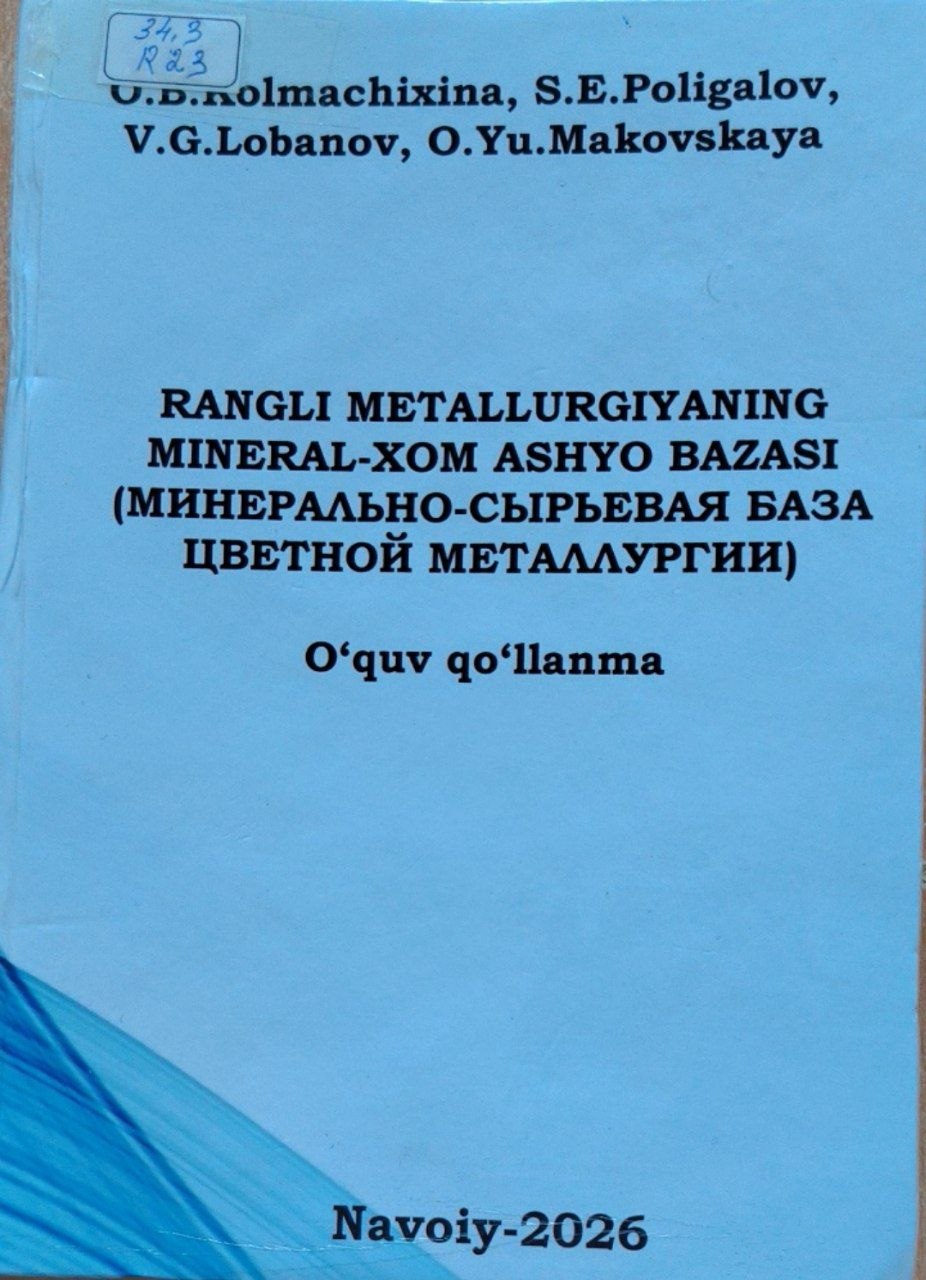 34.3
R 23
O.B.Kolmachixina, S.E.Poligalov,
V.G.Lobanov, O.Yu.Makovskaya
RANGLI METALLURGIYANING
MINERAL-XOM ASHYO BAZASI
(МИНЕРАЛЬНО-СЫРЬЕВАЯ БАЗА
ЦВЕТНОЙ МЕТАЛЛУРГИИ)
O‘quv qo‘llanma
Navoiy-2026